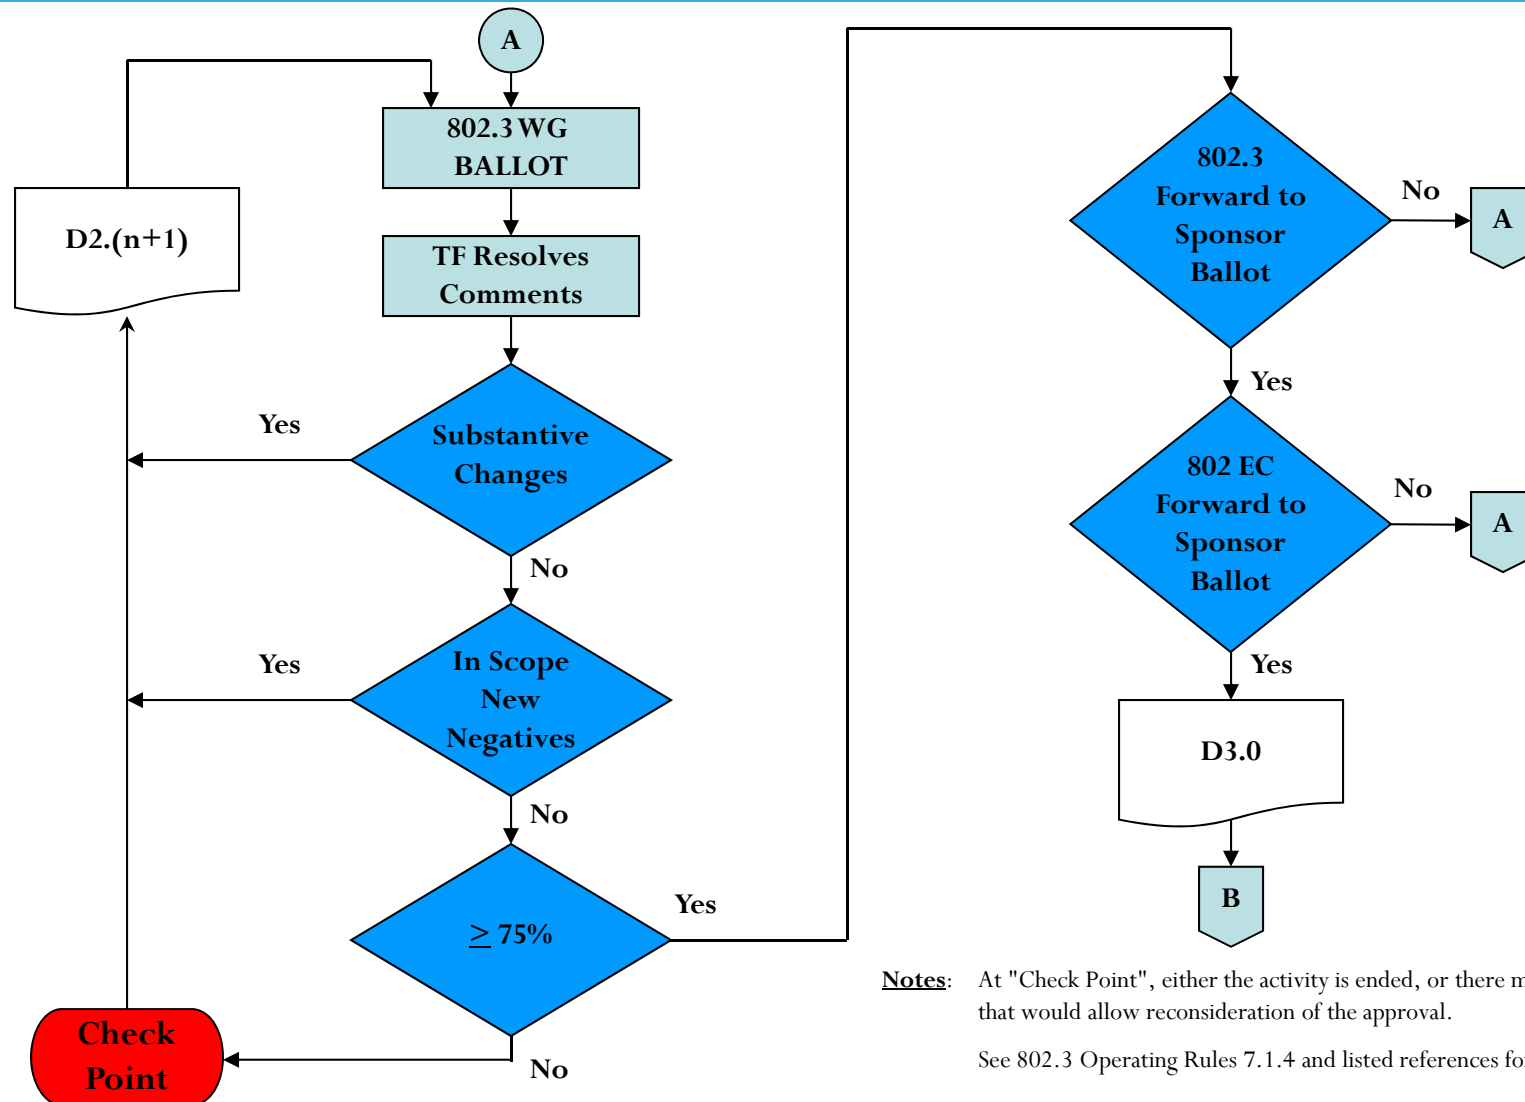 A
802.3 WG
BALLOT
D2.(n+1)
TF Resolves
Comments
Yes
Substantive
Changes
No
Yes
In Scope
New
Negatives
No
≥ 75%
Yes
Check
Point
No
802.3
Forward to
Sponsor
Ballot
No
A
Yes
802 EC
Forward to
Sponsor
Ballot
No
A
Yes
D3.0
B
Notes: At "Check Point", either the activity is ended, or there
that would allow reconsideration of the approval.
See 802.3 Operating Rules 7.1.4 and listed references